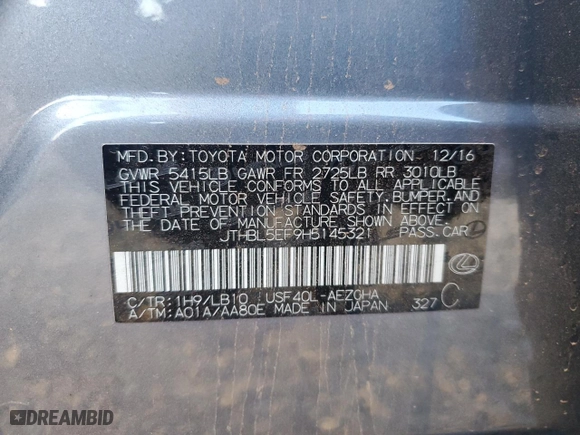 MFD. BY: TOYOTA MOTOR CORPORATION 12/16
GVWR 5415LB GAWR FR 2725LB RR 3010LB
THIS VEHICLE CONFORMS TO ALL APPLICABLE
FEDERAL MOTOR VEHICLE SAFETY, BUMPER, AND
THEFT PREVENTION STANDARDS IN EFFECT ON
THE DATE OF MANUFACTURE SHOWN ABOVE.
JTHBL5EF9H5145321 PASS. CAR
C/TR: 1H9/LB10 USF40L-AEZGHA
A/TM: A01A/AA80E MADE IN JAPAN 327 C
DREAMBID